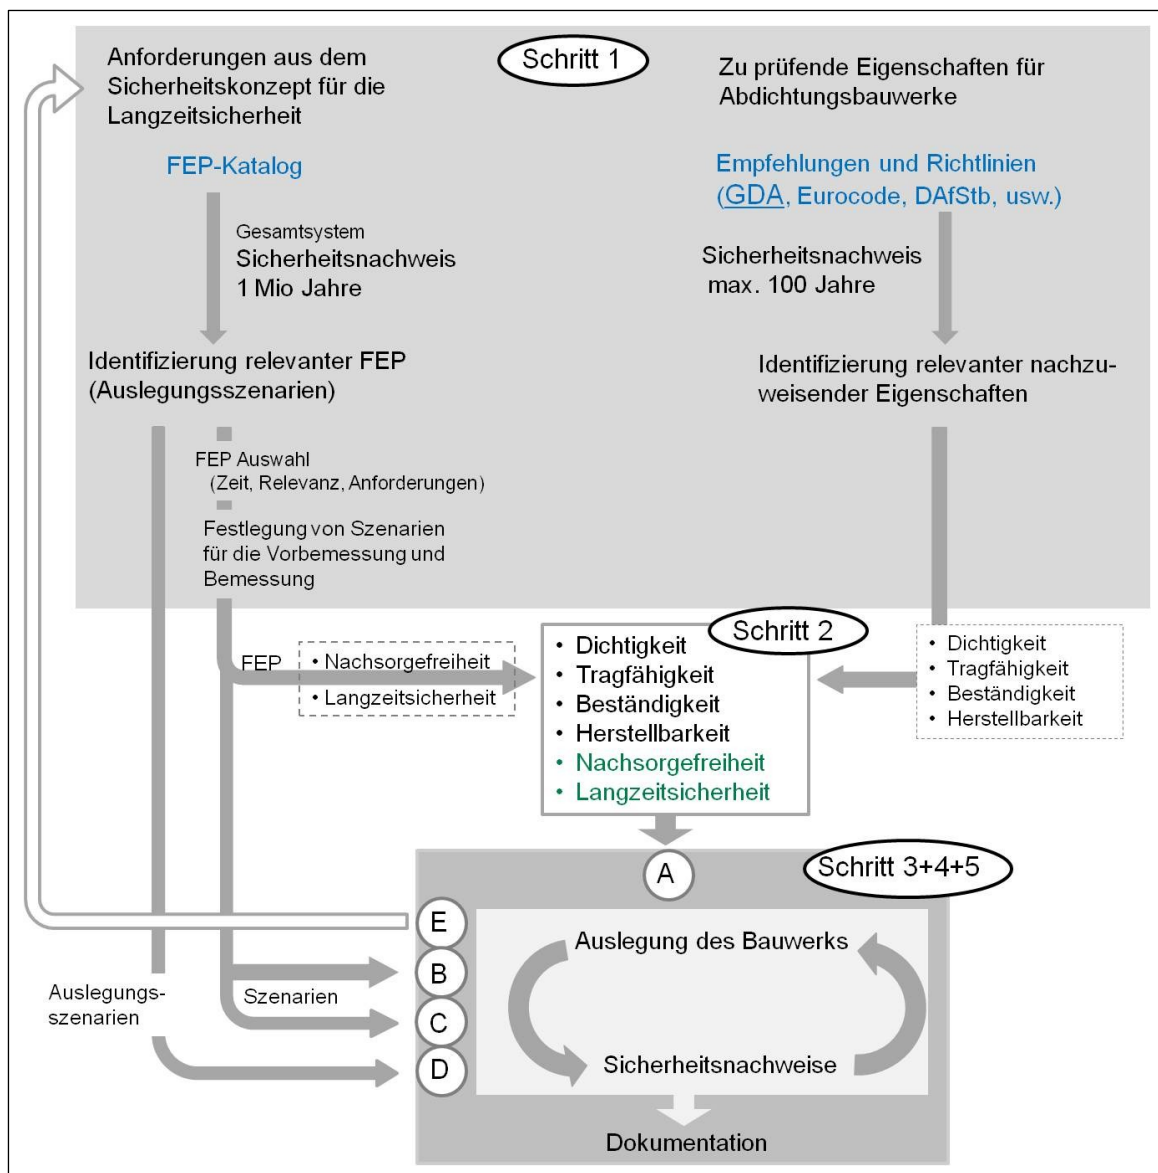 Schritt 1
Anforderungen aus dem
Sicherheitskonzept für die
Langzeitsicherheit
FEP-Katalog
Gesamtsystem
Sicherheitsnachweis
1 Mio Jahre
Identifizierung relevanter FEP
(Auslegungsszenarien)
FEP Auswahl
(Zeit, Relevanz, Anforderungen)
Festlegung von Szenarien
für die Vorbemessung und
Bemessung
Zu prüfende Eigenschaften für
Abdichtungsbauwerke
Empfehlungen und Richtlinien
(GDA, Eurocode, DAfStb, usw.)
Sicherheitsnachweis
max. 100 Jahre
Identifizierung relevanter nachzu-
weisender Eigenschaften
FEP
• Nachsorgefreiheit
• Langzeitsicherheit
Schritt 2
• Dichtigkeit
• Tragfähigkeit
• Beständigkeit
• Herstellbarkeit
• Nachsorgefreiheit
• Langzeitsicherheit
• Dichtigkeit
• Tragfähigkeit
• Beständigkeit
• Herstellbarkeit
Schritt 3+4+5
A
E
B
C
D
Auslegungs-
szenarien
Szenarien
Auslegung des Bauwerks
Sicherheitsnachweise
Dokumentation